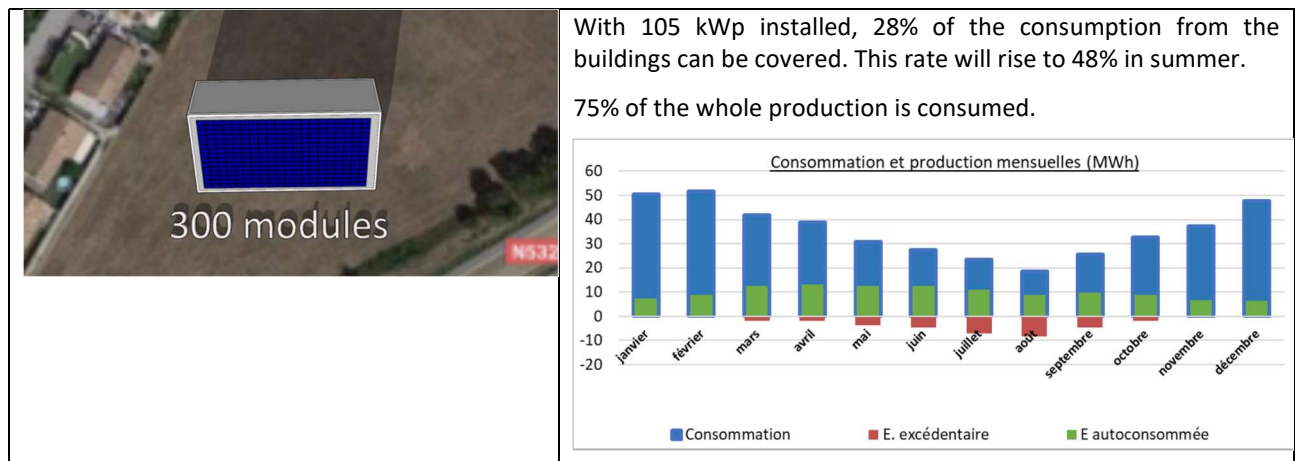 300 modules
N532
With 105 kWp installed, 28% of the consumption from the
buildings can be covered. This rate will rise to 48% in summer.
75% of the whole production is consumed.
Consommation et production mensuelles (MWh)
60
50
40
30
20
10
0
-10
-20
janvier
février
mars
avril
mai
juin
juillet
août
septembre
octobre
novembre
décembre
Consommation
E. excédentaire
E autoconsommée